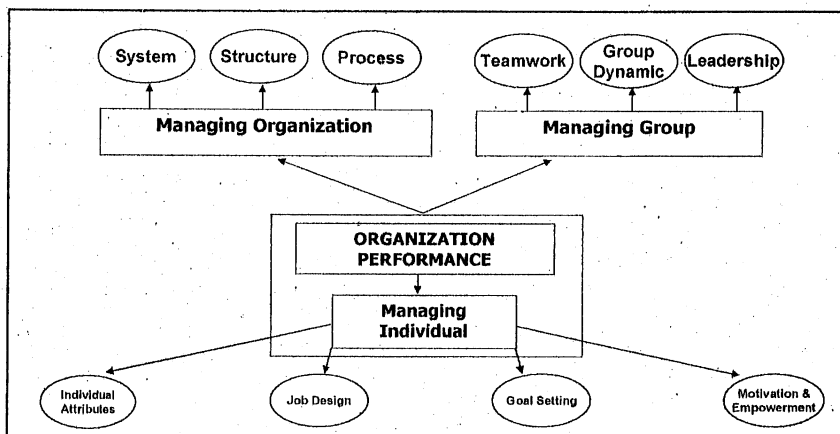 System
Structure
Process
Teamwork
Group
Dynamic
Leadership
Managing Organization
Managing Group
ORGANIZATION
PERFORMANCE
Managing
Individual
Individual
Attributes
Job Design
Goal Setting
Motivation &
Empowerment